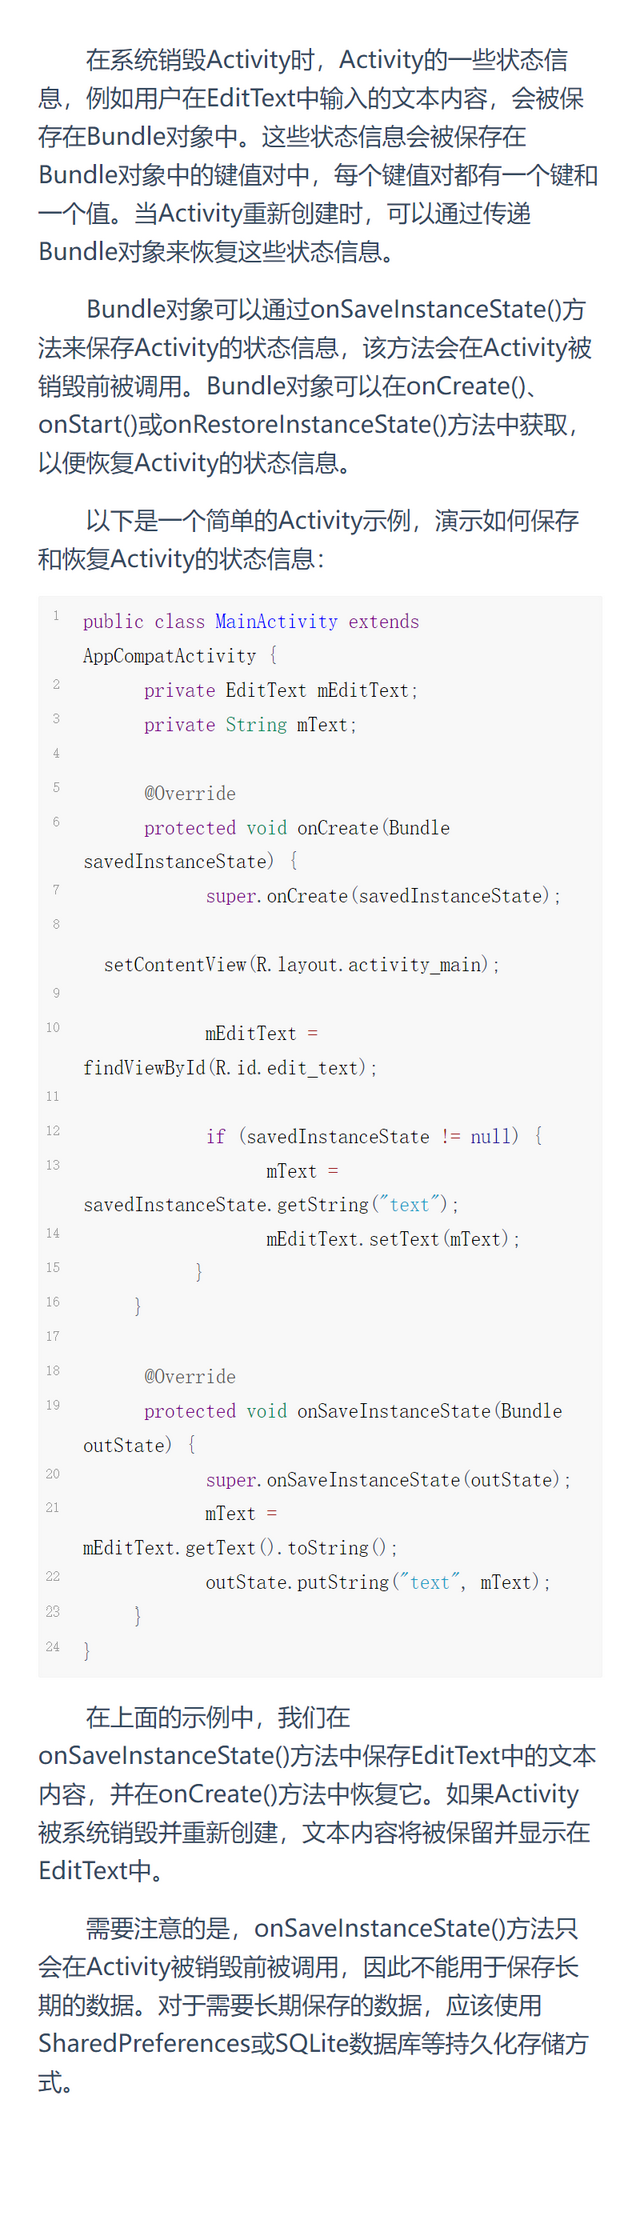 在系统销毁Activity时，Activity的一些状态信
息，例如用户在EditText中输入的文本内容，会被保
存在Bundle对象中。这些状态信息会被保存在
Bundle对象中的键值对中，每个键值对都有一个键和
一个值。当Activity重新创建时，可以通过传递
Bundle对象来恢复这些状态信息。
Bundle对象可以通过onSaveInstanceState()方
法来保存Activity的状态信息，该方法会在Activity被
销毁前被调用。Bundle对象可以在onCreate()、
onStart()或onRestoreInstanceState()方法中获取，
以便恢复Activity的状态信息。
以下是一个简单的Activity示例，演示如何保存
和恢复Activity的状态信息：
1 public class MainActivity extends
AppCompatActivity {
2 private EditText mEditText;
3 private String mText;
4
5 @Override
6 protected void onCreate(Bundle
savedInstanceState) {
7 super.onCreate(savedInstanceState);
8
setContentView(R.layout.activity_main);
9
10 mEditText =
findViewById(R.id.edit_text);
11
12 if (savedInstanceState != null) {
13 mText =
savedInstanceState.getString("text");
14 mEditText.setText(mText);
15 }
16 }
17
18 @Override
19 protected void onSaveInstanceState(Bundle
outState) {
20 super.onSaveInstanceState(outState);
21 mText =
mEditText.getText().toString();
22 outState.putString("text", mText);
23 }
24 }
在上面的示例中，我们在
onSaveInstanceState()方法中保存EditText中的文本
内容，并在onCreate()方法中恢复它。如果Activity
被系统销毁并重新创建，文本内容将被保留并显示在
EditText中。
需要注意的是，onSaveInstanceState()方法只
会在Activity被销毁前被调用，因此不能用于保存长
期的数据。对于需要长期保存的数据，应该使用
SharedPreferences或SQLite数据库等持久化存储方
式。